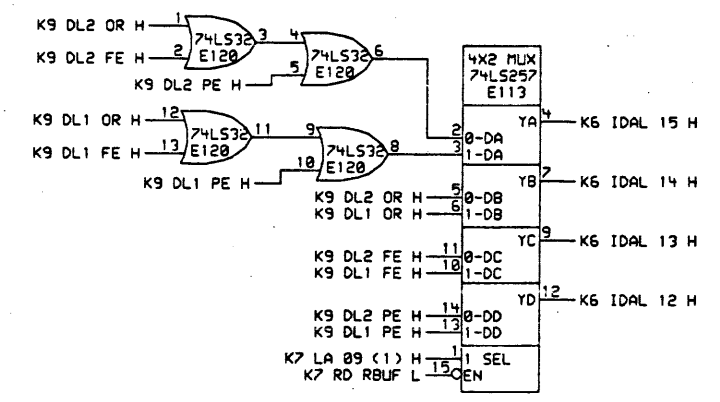 K9 DL2 OR H 1
K9 DL2 FE H 2
74LS32
E120
3
4
K9 DL2 PE H 5
74LS32
E120
6
K9 DL1 OR H 12
K9 DL1 FE H 13
74LS32
E120
11
9
K9 DL1 PE H 10
74LS32
E120
8
4X2 MUX
74LS257
E113
2 0-DA
3 1-DA
YA 4 K6 IDAL 15 H
K9 DL2 OR H 5 0-DB
K9 DL1 OR H 6 1-DB
YB 7 K6 IDAL 14 H
K9 DL2 FE H 11 0-DC
K9 DL1 FE H 10 1-DC
YC 9 K6 IDAL 13 H
K9 DL2 PE H 14 0-DD
K9 DL1 PE H 13 1-DD
YD 12 K6 IDAL 12 H
K7 LA 09 (1) H 1 1 SEL
K7 RD RBUF L 15 EN